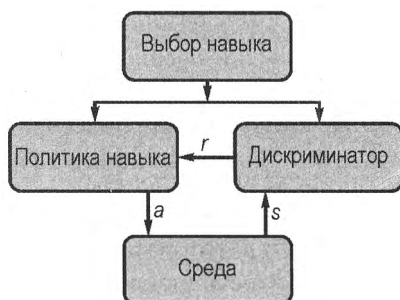 Выбор навыка
Политика навыка
r
Дискриминатор
a
s
Среда